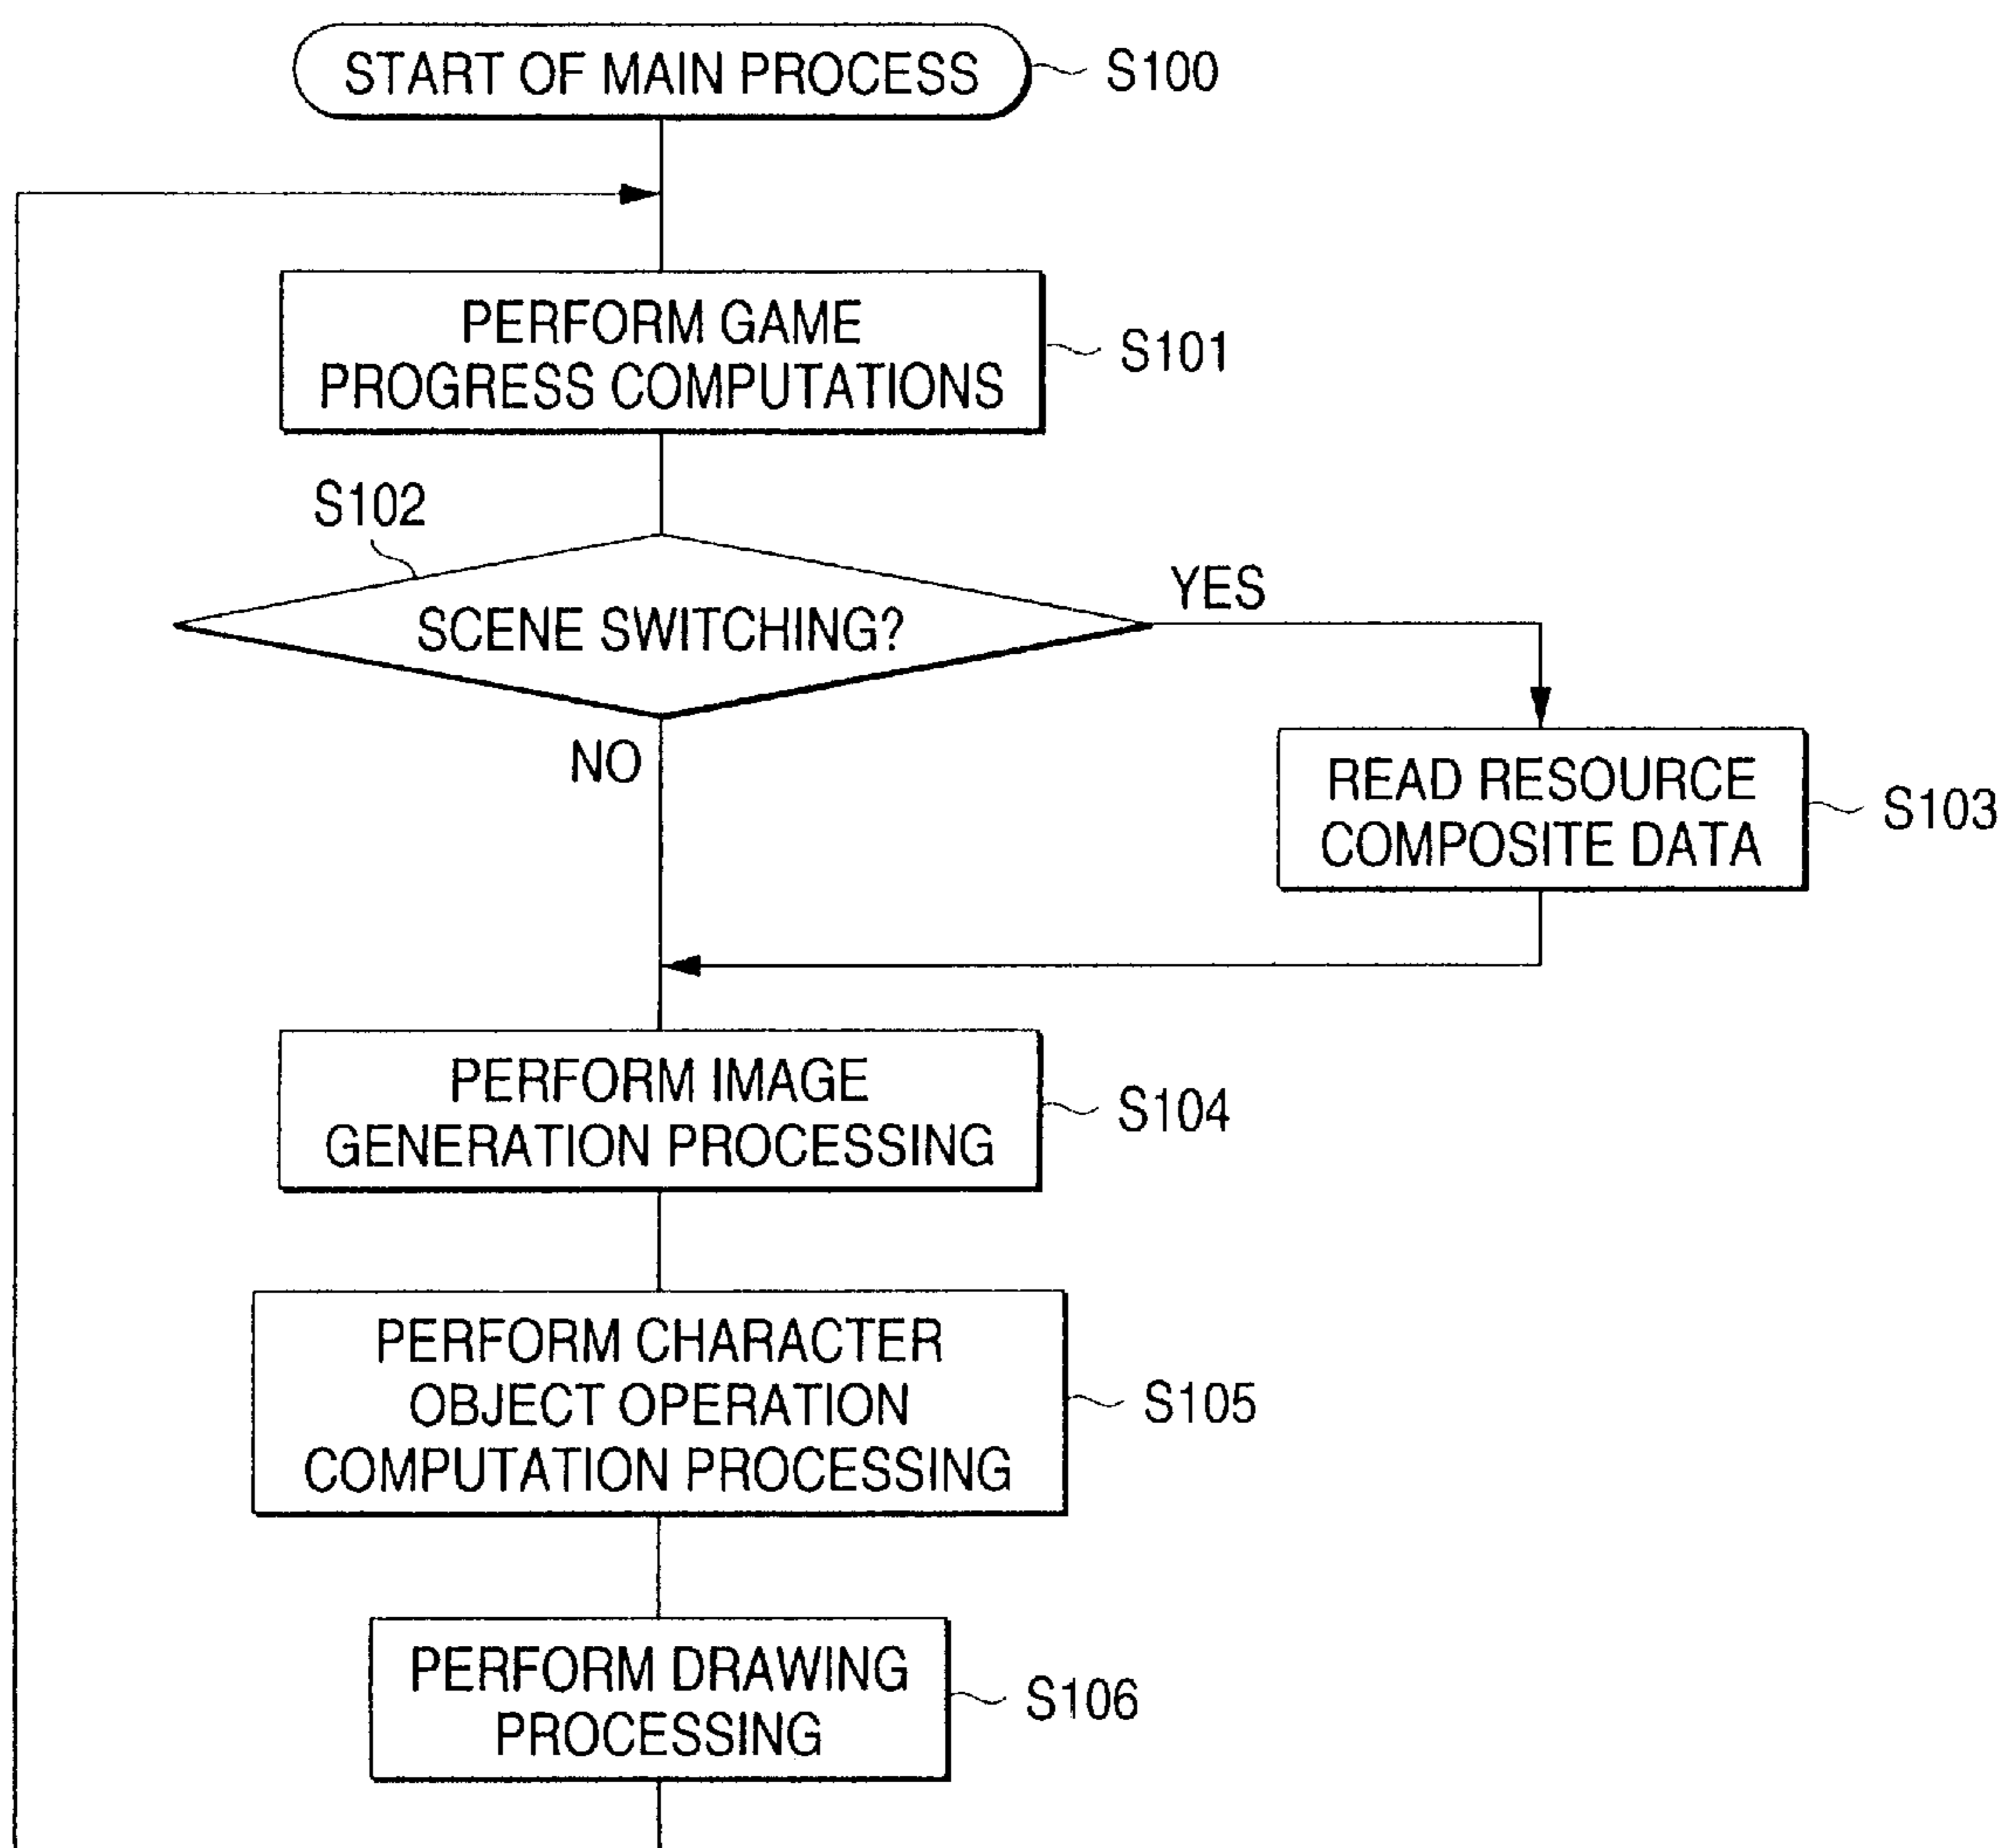 START OF MAIN PROCESS
S100
PERFORM GAME
PROGRESS COMPUTATIONS
S101
S102
SCENE SWITCHING?
YES
NO
READ RESOURCE
COMPOSITE DATA
S103
PERFORM IMAGE
GENERATION PROCESSING
S104
PERFORM CHARACTER
OBJECT OPERATION
COMPUTATION PROCESSING
S105
PERFORM DRAWING
PROCESSING
S106